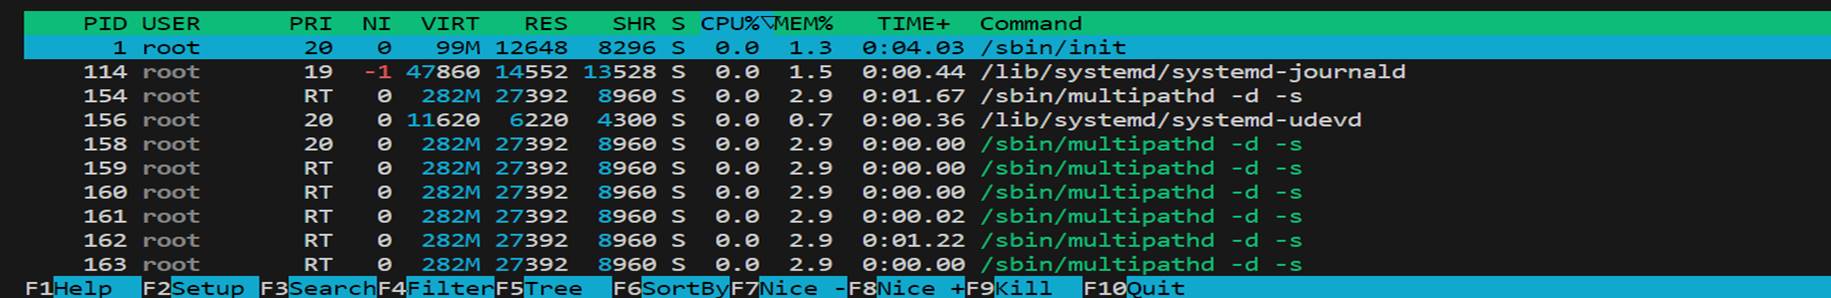 PID USER PRI NI VIRT RES SHR S CPU%▽MEM% TIME+ Command
1 root 20 0 99M 12648 8296 S 0.0 1.3 0:04.03 /sbin/init
114 root 19 -1 47860 14552 13528 S 0.0 1.5 0:00.44 /lib/systemd/systemd-journald
154 root RT 0 282M 27392 8960 S 0.0 2.9 0:01.67 /sbin/multipathd -d -s
156 root 20 0 11620 6220 4300 S 0.0 0.7 0:00.36 /lib/systemd/systemd-udevd
158 root 20 0 282M 27392 8960 S 0.0 2.9 0:00.00 /sbin/multipathd -d -s
159 root RT 0 282M 27392 8960 S 0.0 2.9 0:00.00 /sbin/multipathd -d -s
160 root RT 0 282M 27392 8960 S 0.0 2.9 0:00.00 /sbin/multipathd -d -s
161 root RT 0 282M 27392 8960 S 0.0 2.9 0:00.02 /sbin/multipathd -d -s
162 root RT 0 282M 27392 8960 S 0.0 2.9 0:01.22 /sbin/multipathd -d -s
163 root RT 0 282M 27392 8960 S 0.0 2.9 0:00.00 /sbin/multipathd -d -s
F1Help F2Setup F3SearchF4FilterF5Tree F6SortByF7Nice -F8Nice +F9Kill F10Quit